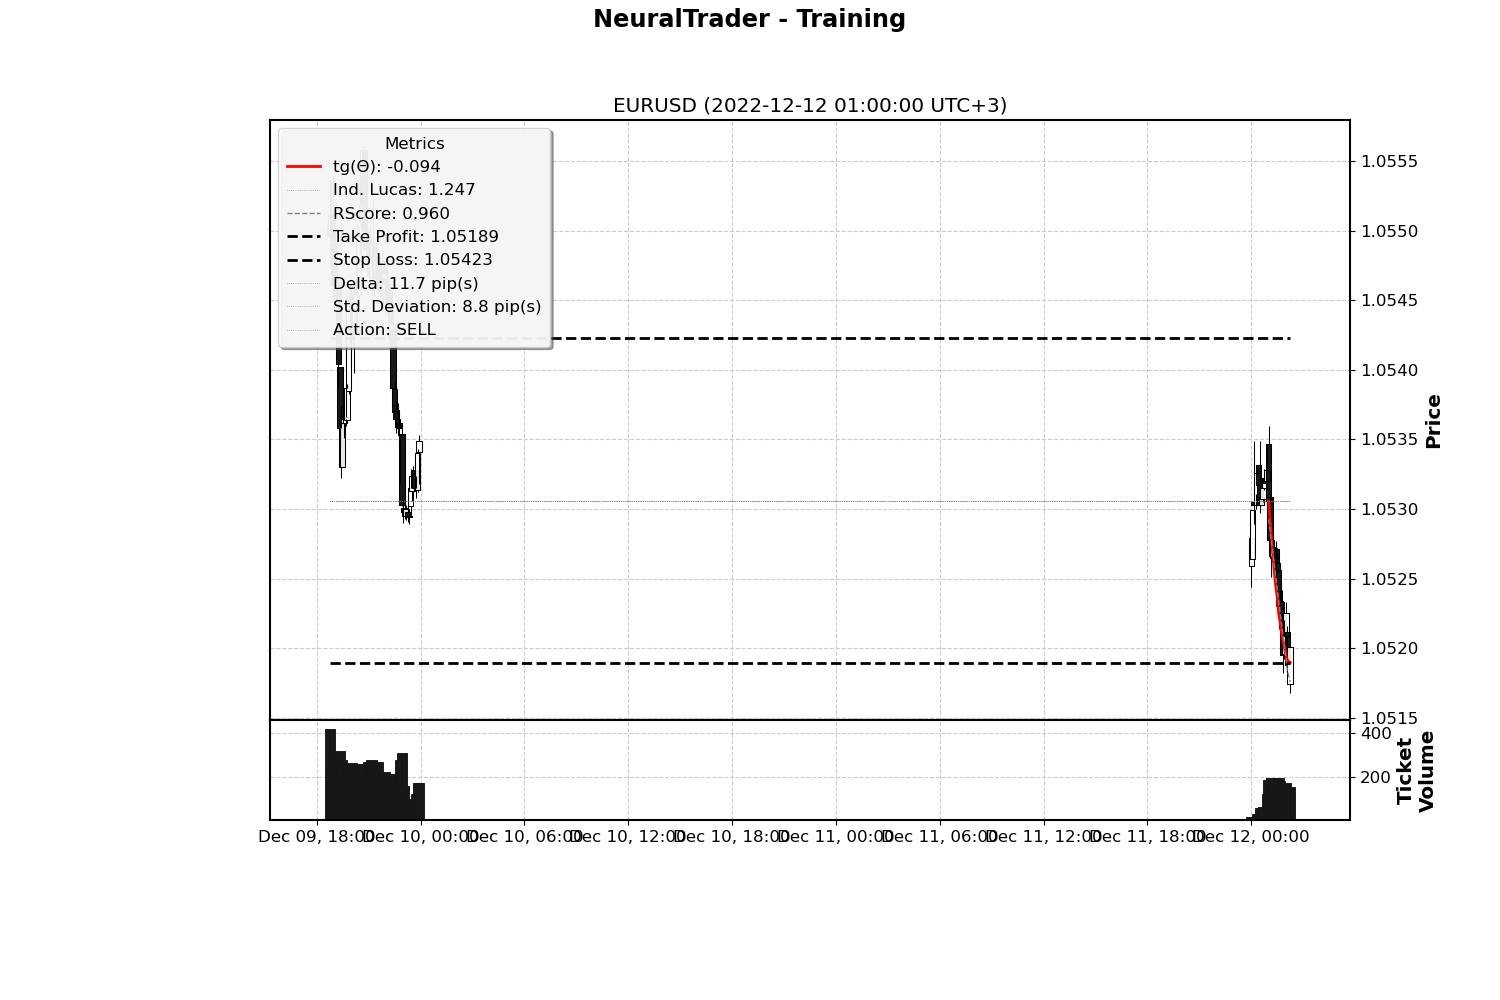 NeuralTrader - Training
EURUSD (2022-12-12 01:00:00 UTC+3)
Metrics
tg(Θ): -0.094
Ind. Lucas: 1.247
RScore: 0.960
Take Profit: 1.05189
Stop Loss: 1.05423
Delta: 11.7 pip(s)
Std. Deviation: 8.8 pip(s)
Action: SELL
1.0555
1.0550
1.0545
1.0540
1.0535
1.0530
1.0525
1.0520
1.0515
Price
400
200
Ticket
Volume
Dec 09, 18:00 Dec 10, 00:00 Dec 10, 06:00 Dec 10, 12:00 Dec 10, 18:00 Dec 11, 00:00 Dec 11, 06:00 Dec 11, 12:00 Dec 11, 18:00 Dec 12, 00:00